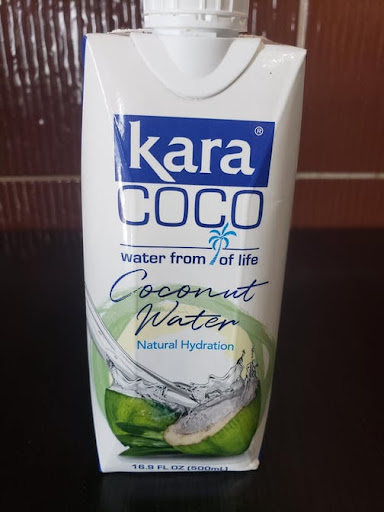 kara®
COCO
water from of life
Coconut
Water
Natural Hydration
16.9 FL OZ (500mL)